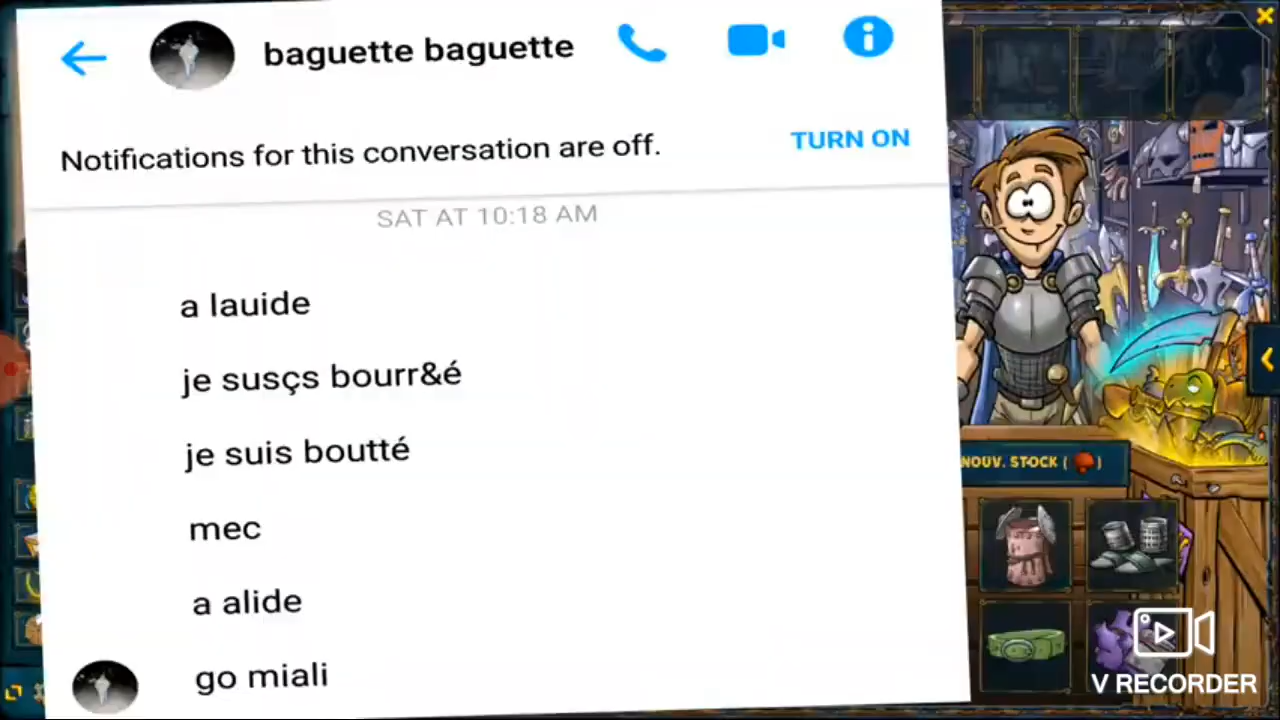 baguette baguette
Notifications for this conversation are off.
TURN ON
SAT AT 10:18 AM
a lauide
je susçs bourr&é
je suis boutté
mec
a alide
go miali
NOUV. STOCK ( )
V RECORDER